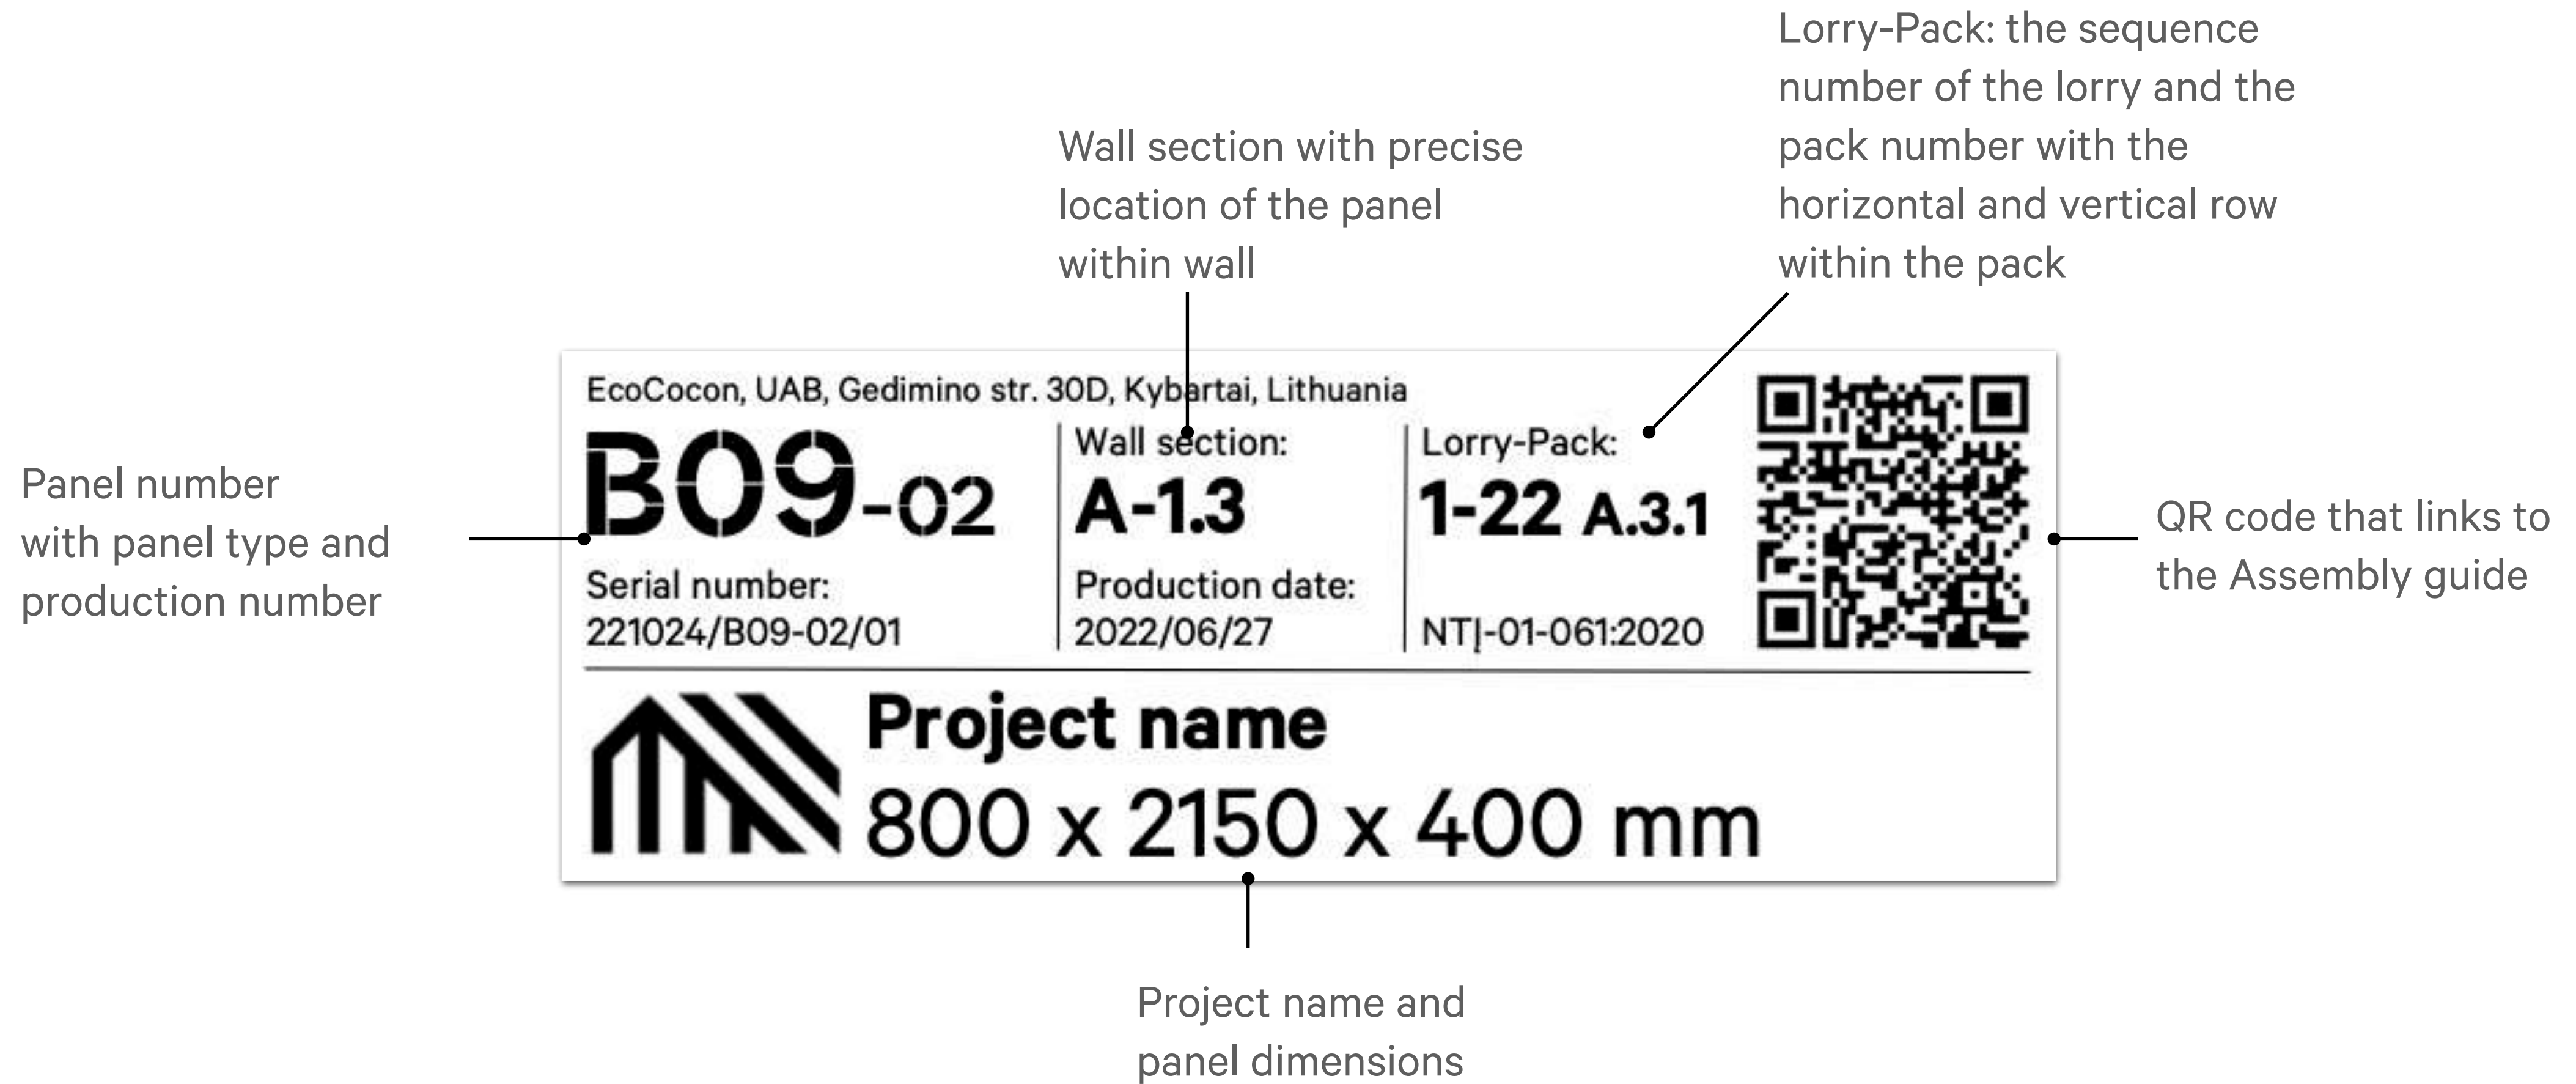 Lorry-Pack: the sequence
number of the lorry and the
pack number with the
horizontal and vertical row
within the pack
Wall section with precise
location of the panel
within wall
Panel number
with panel type and
production number
EcoCocon, UAB, Gedimino str. 30D, Kybartai, Lithuania
B09-02
Serial number:
221024/B09-02/01
Wall section:
A-1.3
Production date:
2022/06/27
Lorry-Pack:
1-22 A.3.1
NTĮ-01-061:2020
Project name
800 x 2150 x 400 mm
QR code that links to
the Assembly guide
Project name and
panel dimensions